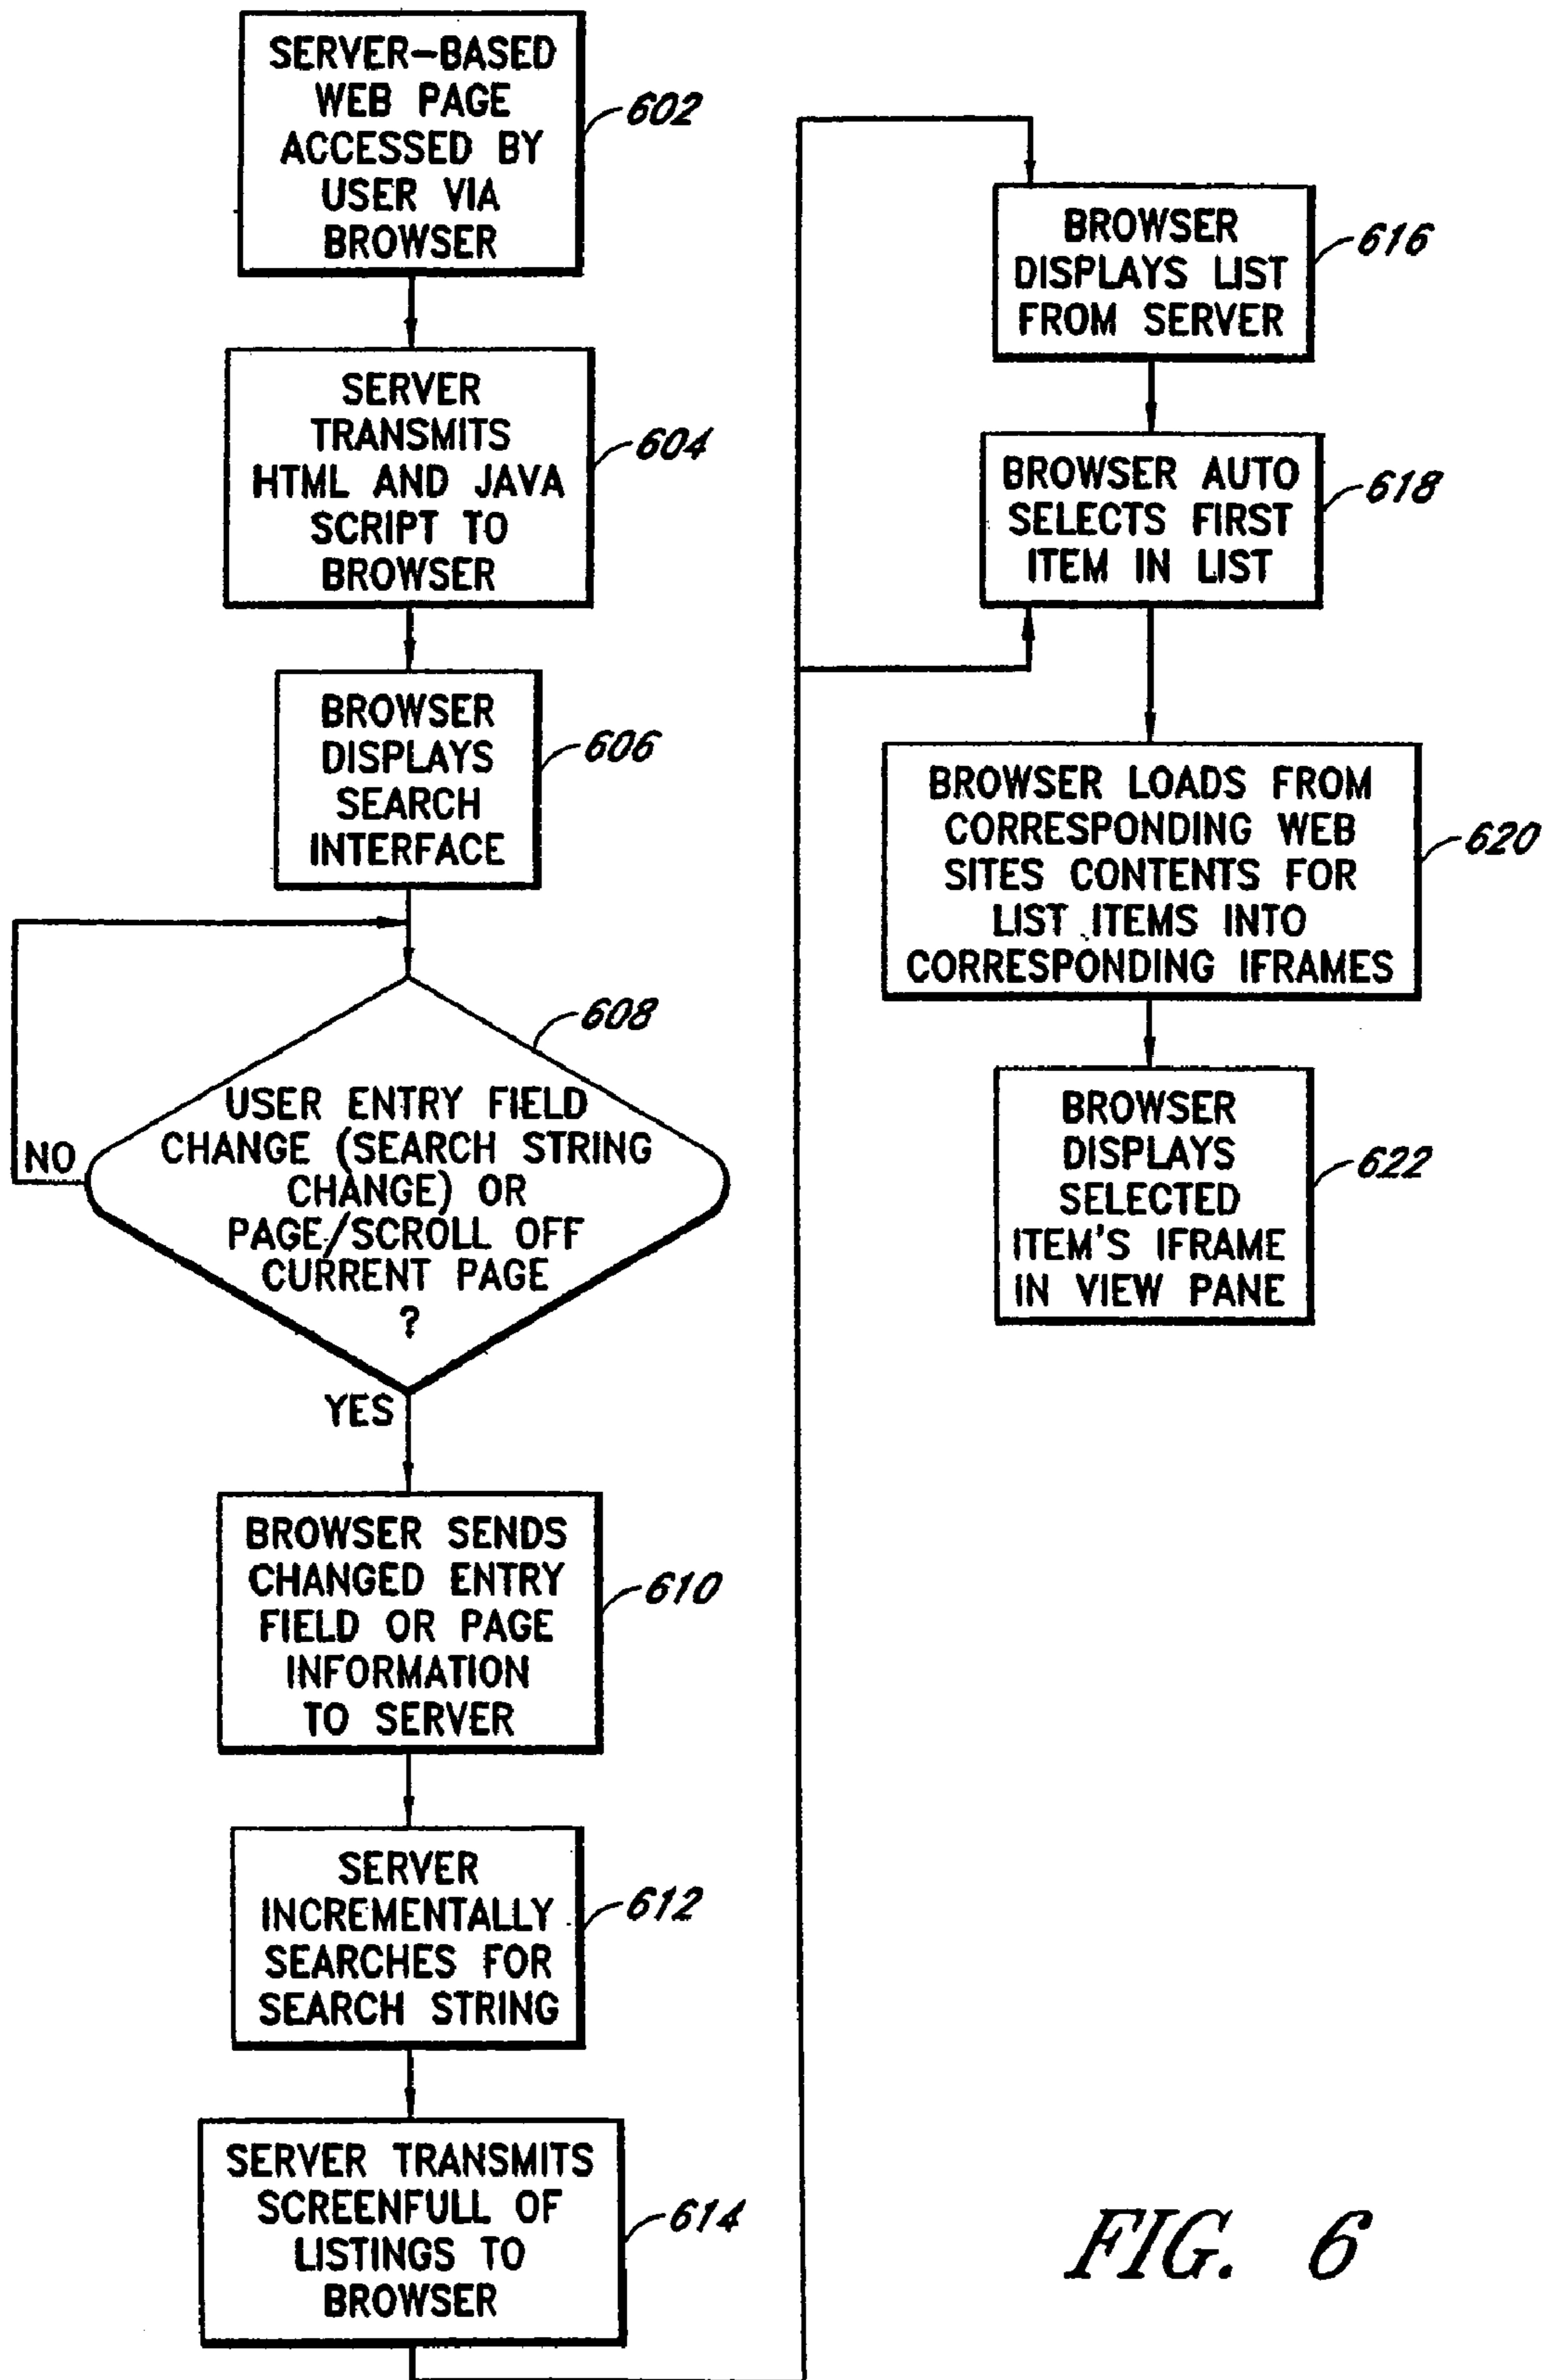 SERVER-BASED
WEB PAGE
ACCESSED BY
USER VIA
BROWSER
602
SERVER
TRANSMITS
HTML AND JAVA
SCRIPT TO
BROWSER
604
BROWSER
DISPLAYS
SEARCH
INTERFACE
606
608
USER ENTRY FIELD
CHANGE (SEARCH STRING
CHANGE) OR
PAGE/SCROLL OFF
CURRENT PAGE
?
NO
YES
BROWSER SENDS
CHANGED ENTRY
FIELD OR PAGE
INFORMATION
TO SERVER
610
SERVER
INCREMENTALLY
SEARCHES FOR
SEARCH STRING
612
SERVER TRANSMITS
SCREENFULL OF
LISTINGS TO
BROWSER
614
BROWSER
DISPLAYS LIST
FROM SERVER
616
BROWSER AUTO
SELECTS FIRST
ITEM IN LIST
618
BROWSER LOADS FROM
CORRESPONDING WEB
SITES CONTENTS FOR
LIST ITEMS INTO
CORRESPONDING IFRAMES
620
BROWSER
DISPLAYS
SELECTED
ITEM'S IFRAME
IN VIEW PANE
622
FIG. 6